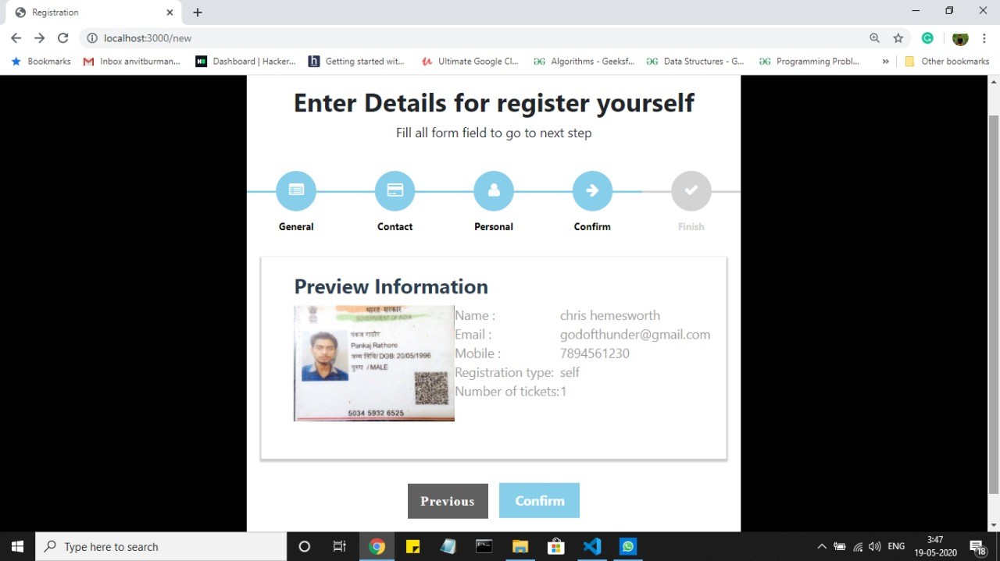 Registration
localhost:3000/new
Bookmarks
Inbox anvitburman...
Dashboard | Hacker...
Getting started wit...
Ultimate Google Cl...
Algorithms - Geeksf...
Data Structures - G...
Programming Probl...
»
Other bookmarks
Enter Details for register yourself
Fill all form field to go to next step
General
Contact
Personal
Confirm
Finish
Preview Information
भारत सरकार
GOVERNMENT OF INDIA
पंकज राठौर
Pankaj Rathore
जन्म तिथि/ DOB: 20/05/1996
पुरुष / MALE
5034 5932 6525
Name : chris hemesworth
Email : godofthunder@gmail.com
Mobile : 7894561230
Registration type: self
Number of tickets:1
Previous
Confirm
Type here to search
ENG
3:47
19-05-2020
18